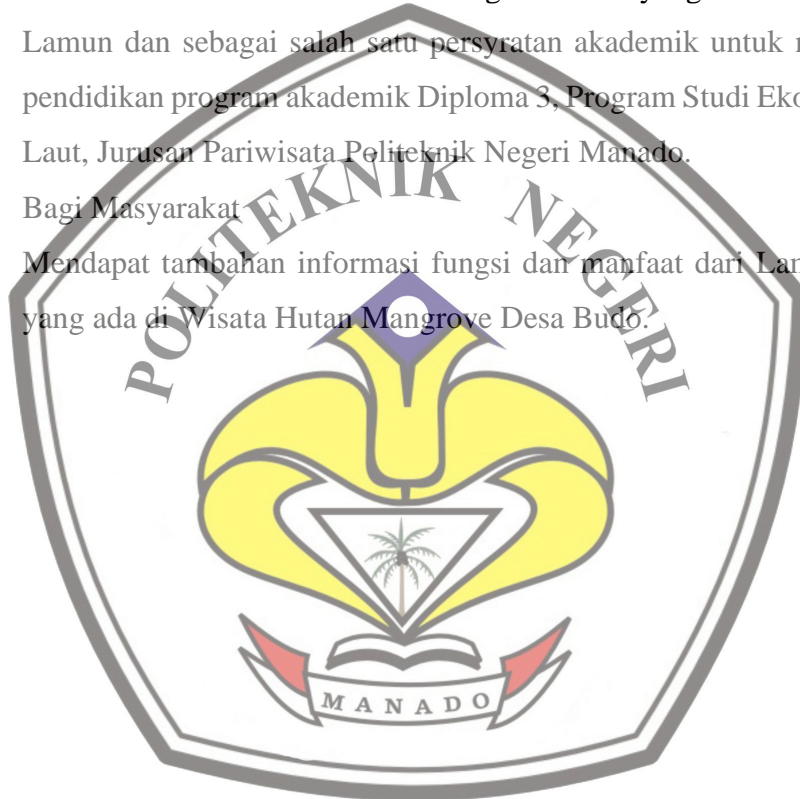 Lamun dan sebagai salah satu persyratan akademik untuk
pendidikan program akademik Diploma 3, Program Studi
Laut, Jurusan Pariwisata Politeknik Negeri Manado.
Bagi Masyarakat
Mendapat tambahan informasi fungsi dan manfaat dari
yang ada di Wisata Hutan Mangrove Desa Budo.
POLITEKNIK NEGERI
MANADO